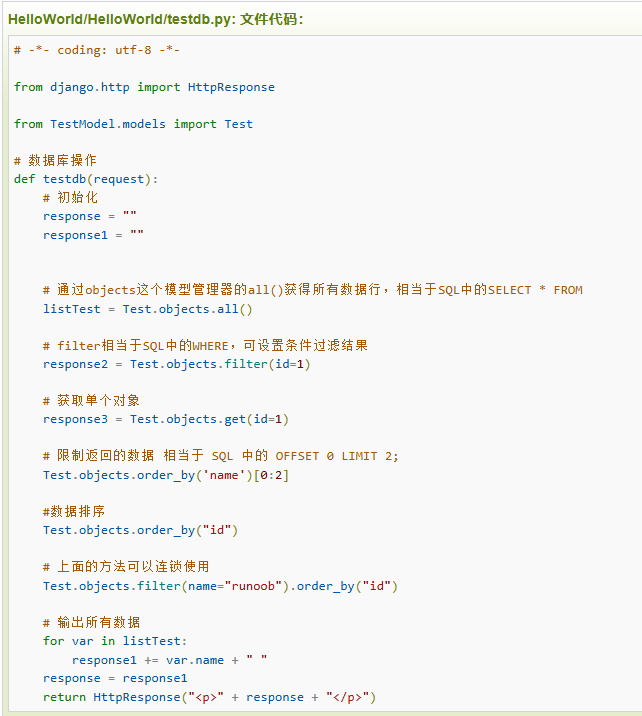 HelloWorld/HelloWorld/testdb.py: 文件代码：
# -*- coding: utf-8 -*-
from django.http import HttpResponse
from TestModel.models import Test
# 数据库操作
def testdb(request):
    # 初始化
    response = ""
    response1 = ""
    # 通过objects这个模型管理器的all()获得所有数据行，相当于SQL中的SELECT * FROM
    listTest = Test.objects.all()
    # filter相当于SQL中的WHERE，可设置条件过滤结果
    response2 = Test.objects.filter(id=1)
    # 获取单个对象
    response3 = Test.objects.get(id=1)
    # 限制返回的数据 相当于 SQL 中的 OFFSET 0 LIMIT 2;
    Test.objects.order_by('name')[0:2]
    #数据排序
    Test.objects.order_by("id")
    # 上面的方法可以连锁使用
    Test.objects.filter(name="runoob").order_by("id")
    # 输出所有数据
    for var in listTest:
        response1 += var.name + " "
    response = response1
    return HttpResponse("<p>" + response + "</p>")